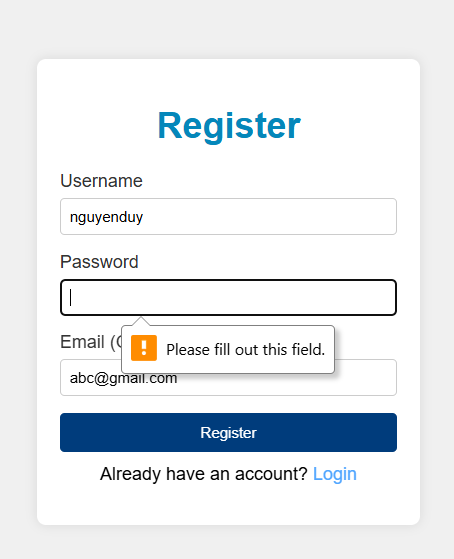 Register
Username
nguyenduy
Password
Email (
Please fill out this field.
abc@gmail.com
Register
Already have an account? Login